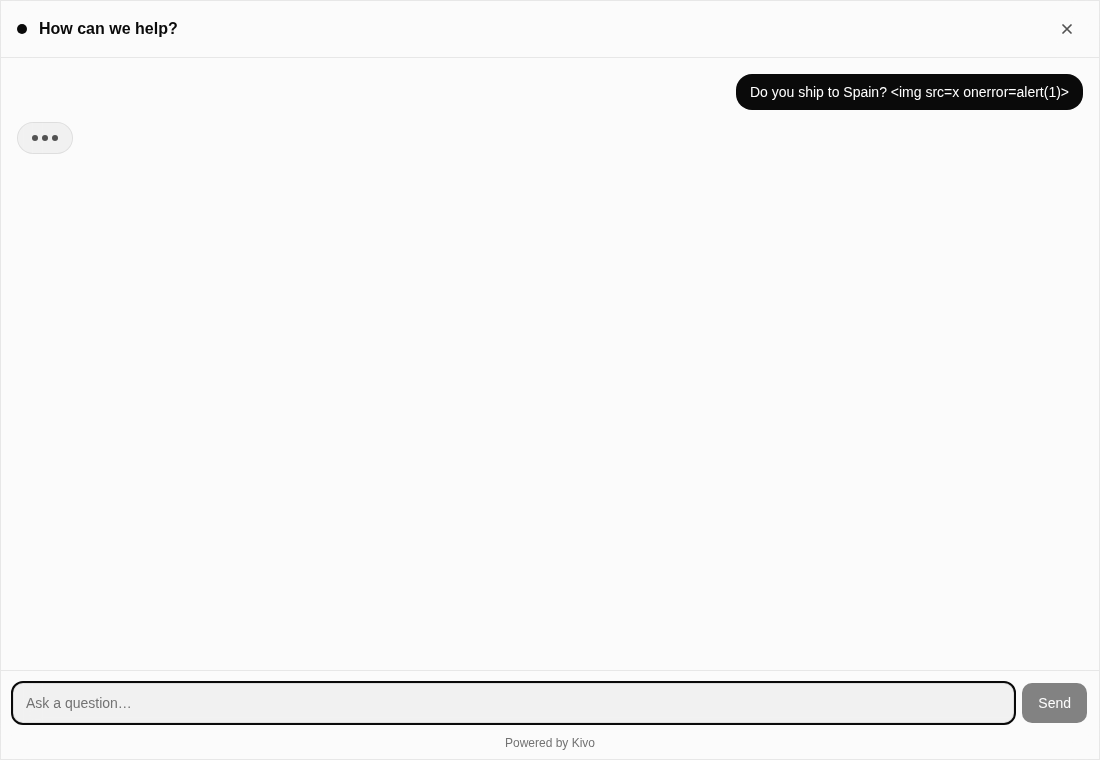 How can we help?
Do you ship to Spain? <img src=x onerror=alert(1)>
Ask a question…
Send
Powered by Kivo